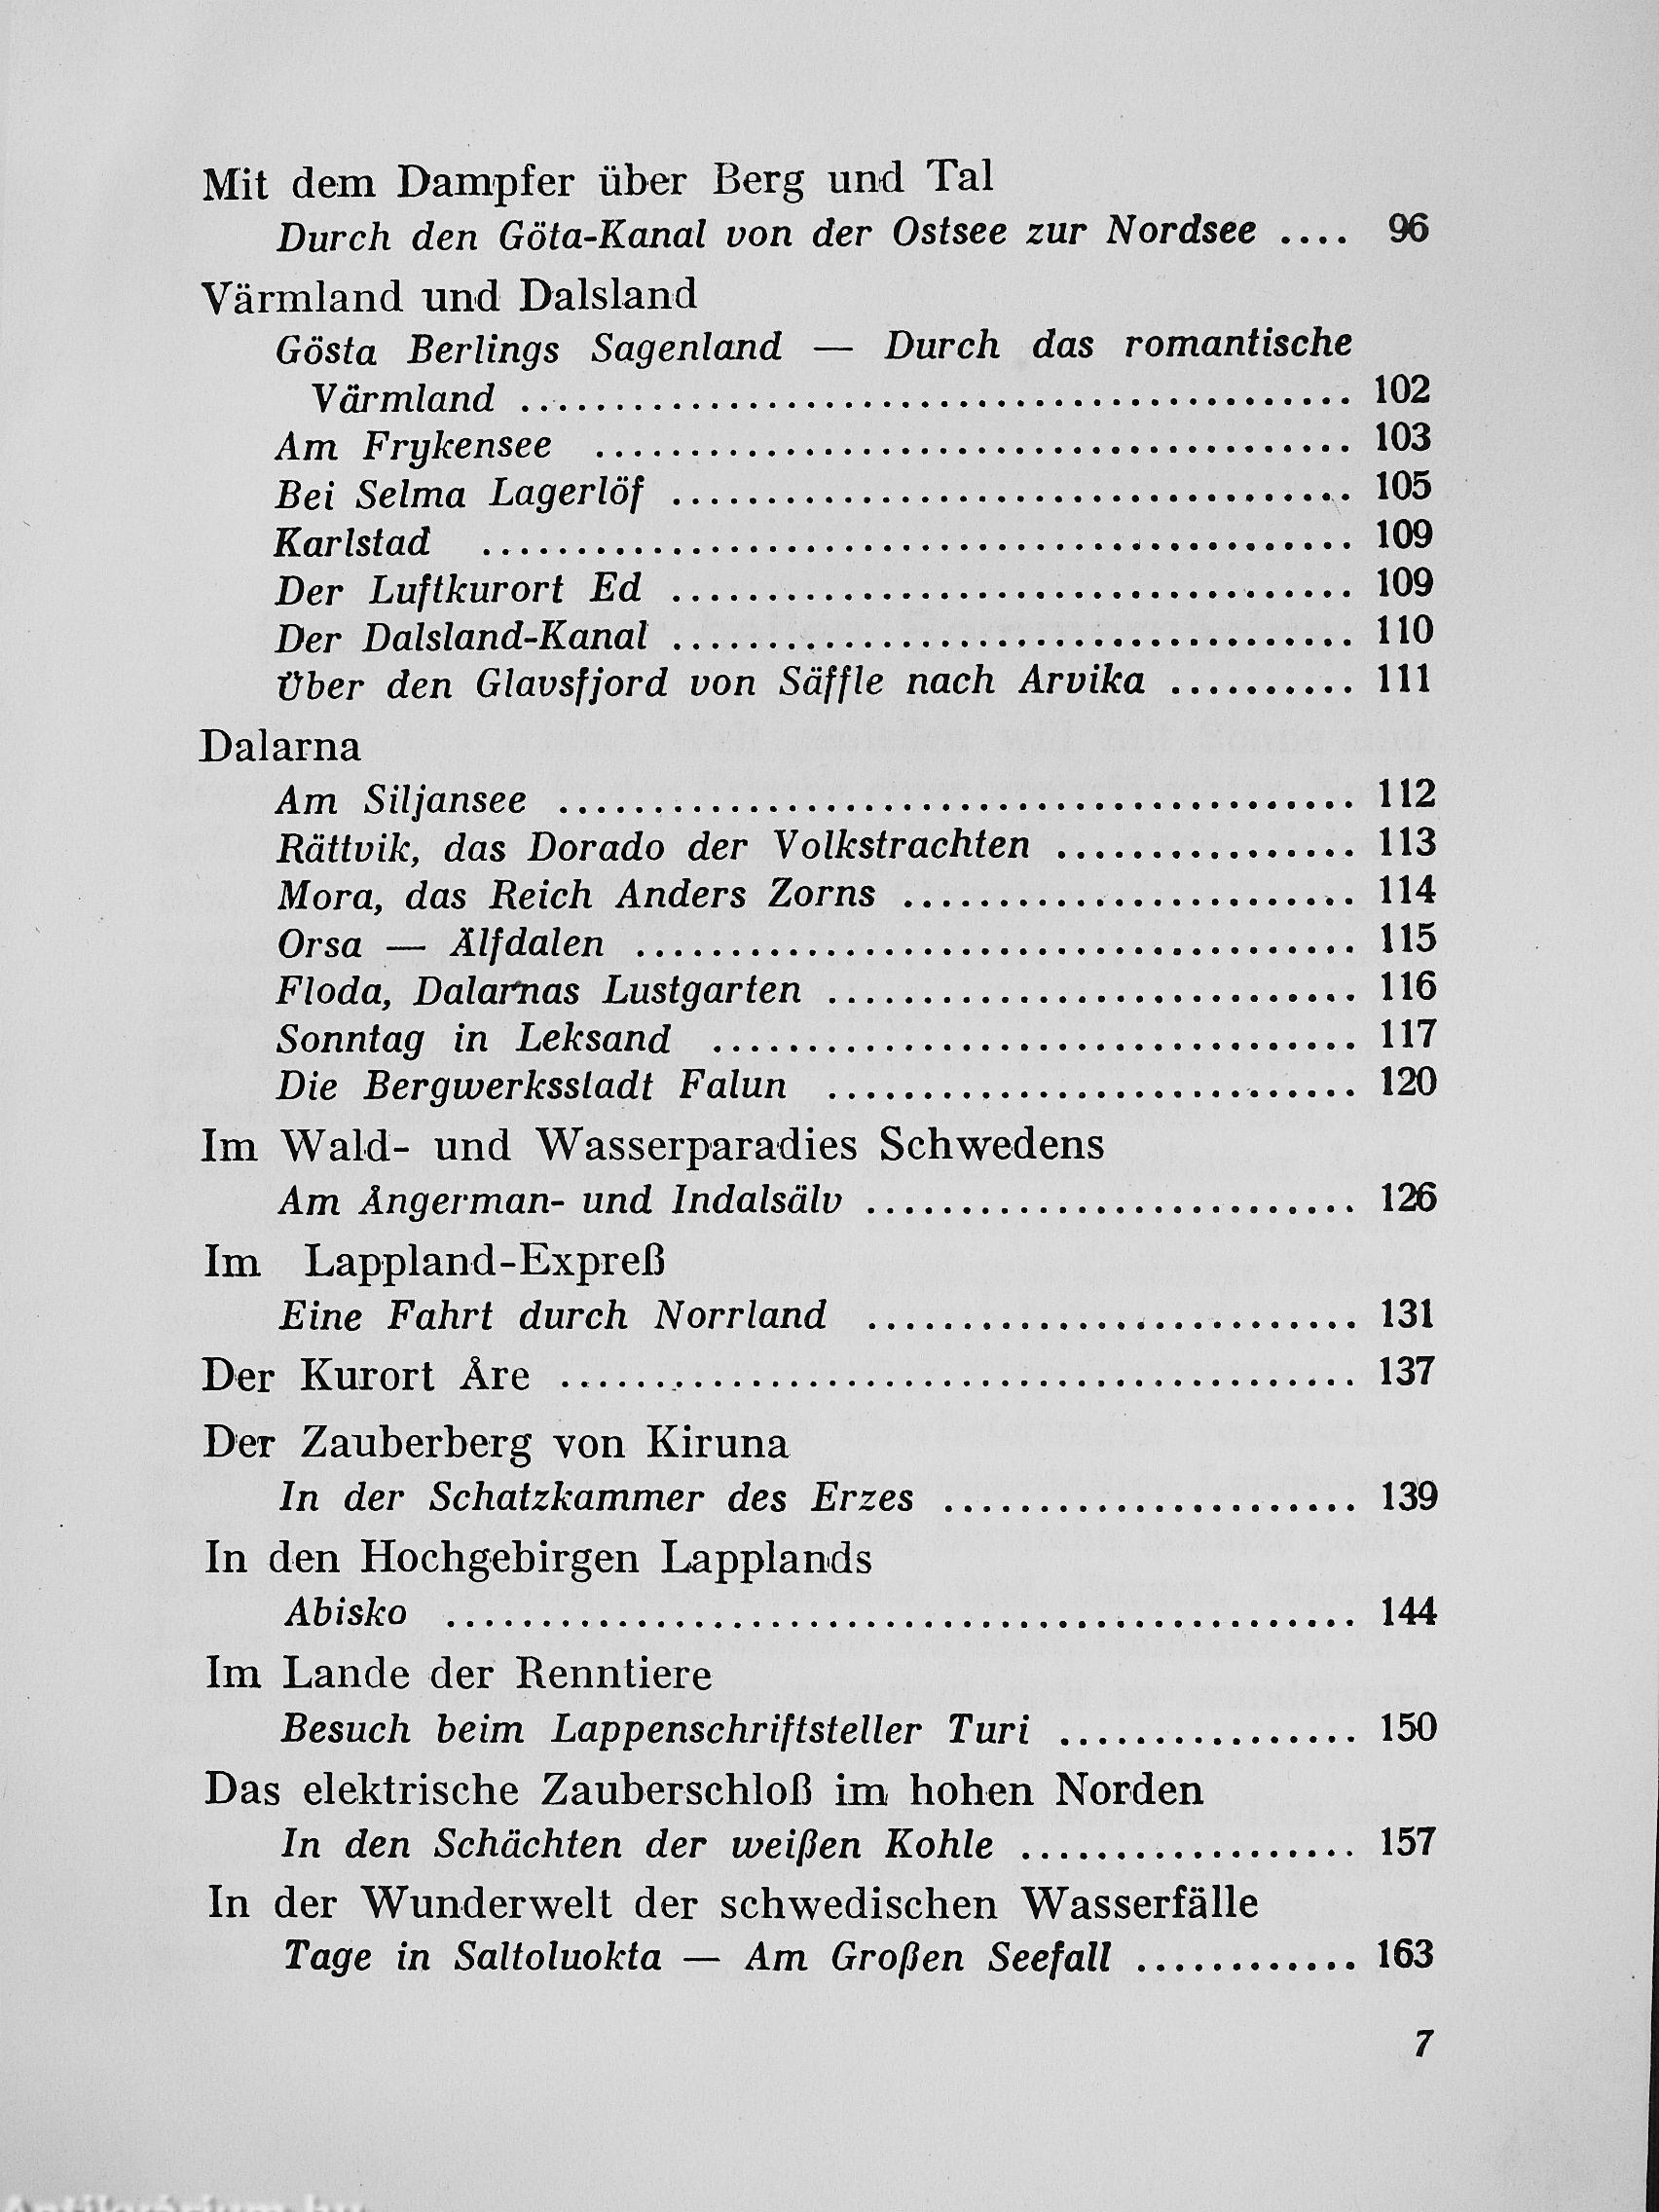 Mit dem Dampfer über Berg und Tal
Durch den Göta-Kanal von der Ostsee zur Nordsee .... 96
Värmland und Dalsland
Gösta Berlings Sagenland — Durch das romantische
Värmland ............................................ 102
Am Frykensee ........................................ 103
Bei Selma Lagerlöf .................................... 105
Karlstad .............................................. 109
Der Luftkurort Ed .................................... 109
Der Dalsland-Kanal .................................... 110
Über den Glavsfjord von Säffle nach Arvika .......... 111
Dalarna
Am Siljansee .......................................... 112
Rättvik, das Dorado der Volkstrachten ................ 113
Mora, das Reich Anders Zorns ........................ 114
Orsa — Älfdalen ...................................... 115
Floda, Dalarnas Lustgarten ............................ 116
Sonntag in Leksand .................................. 117
Die Bergwerksstadt Falun ............................ 120
Im Wald- und Wasserparadies Schwedens
Am Ångerman- und Indalsälv .......................... 126
Im Lappland-Expreß
Eine Fahrt durch Norrland .......................... 131
Der Kurort Åre .......................................... 137
Der Zauberberg von Kiruna
In der Schatzkammer des Erzes ...................... 139
In den Hochgebirgen Lapplands
Abisko ................................................ 144
Im Lande der Renntiere
Besuch beim Lappenschriftsteller Turi ................ 150
Das elektrische Zauberschloß im hohen Norden
In den Schächten der weißen Kohle .................. 157
In der Wunderwelt der schwedischen Wasserfälle
Tage in Saltoluokta — Am Großen Seefall ............ 163
7